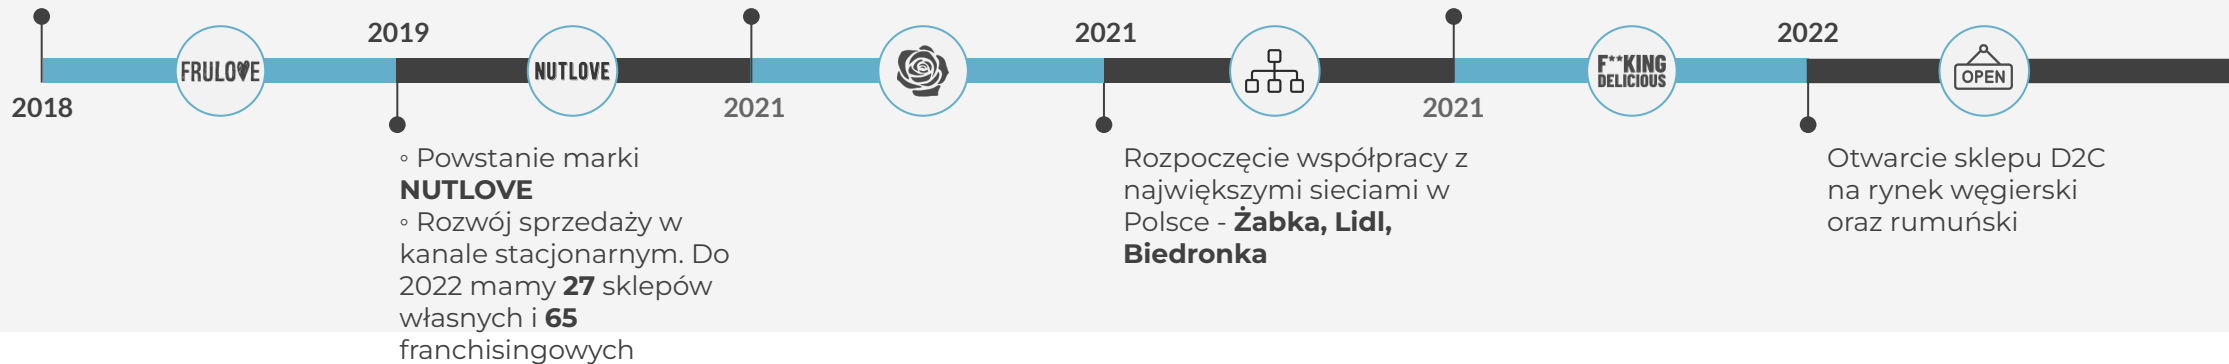 2018
FRULOVE
2019
NUTLOVE
◦ Powstanie marki
NUTLOVE
◦ Rozwój sprzedaży w
kanale stacjonarnym. Do
2022 mamy 27 sklepów
własnych i 65
franchisingowych
2021
2021
Rozpoczęcie współpracy z
największymi sieciami w
Polsce - Żabka, Lidl,
Biedronka
2021
F**KING
DELICIOUS
2022
OPEN
Otwarcie sklepu D2C
na rynek węgierski
oraz rumuński